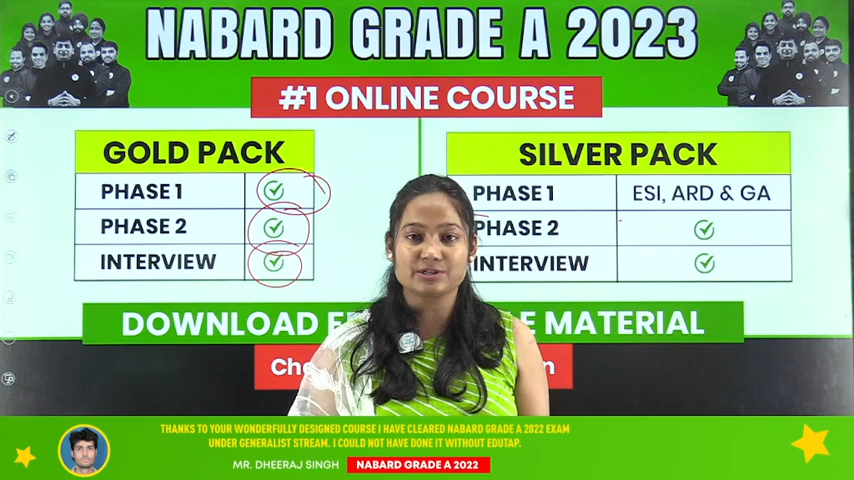 NABARD GRADE A 2023
#1 ONLINE COURSE
GOLD PACK
PHASE 1
PHASE 2
INTERVIEW
SILVER PACK
PHASE 1 ESI, ARD & GA
PHASE 2
INTERVIEW
DOWNLOAD MATERIAL
THANKS TO YOUR WONDERFULLY DESIGNED COURSE I HAVE CLEARED NABARD GRADE A 2022 EXAM
UNDER GENERALIST STREAM. I COULD NOT HAVE DONE IT WITHOUT EDUTAP.
MR. DHEERAJ SINGH NABARD GRADE A 2022